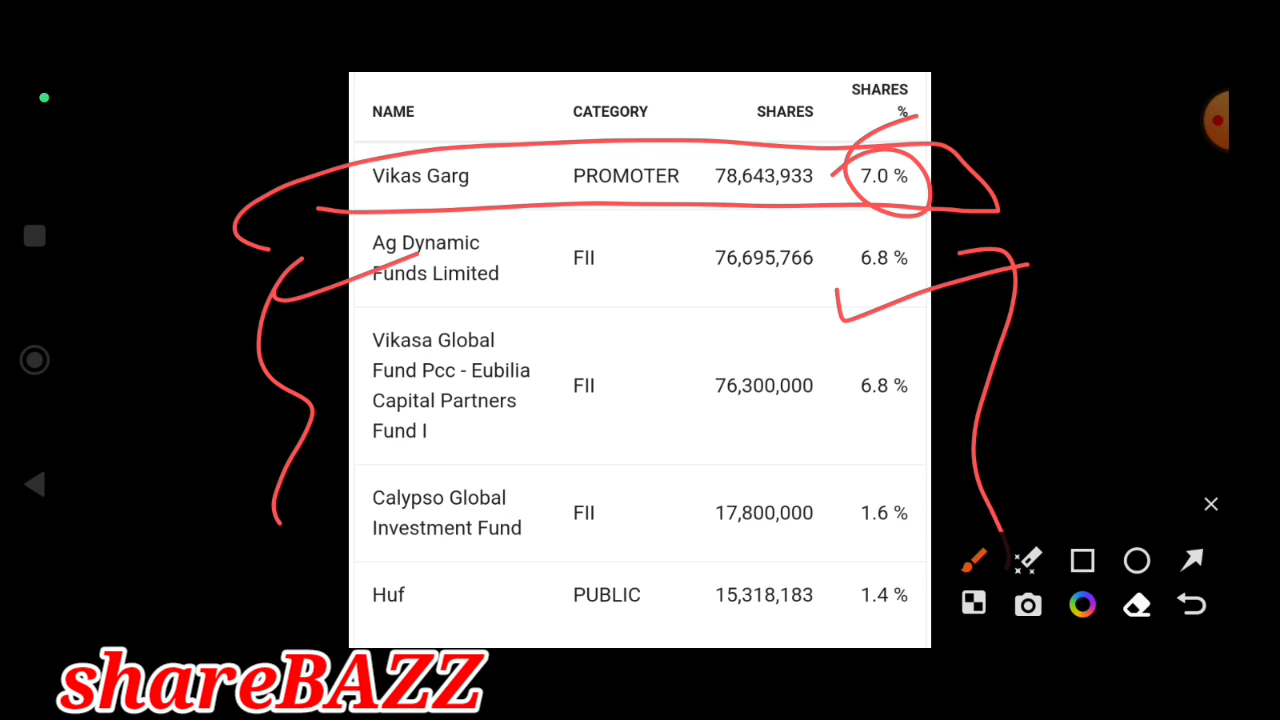 SHARES
NAME CATEGORY SHARES %
Vikas Garg PROMOTER 78,643,933 7.0 %
Ag Dynamic
Funds Limited FII 76,695,766 6.8 %
Vikasa Global
Fund Pcc - Eubilia
Capital Partners
Fund I FII 76,300,000 6.8 %
Calypso Global
Investment Fund FII 17,800,000 1.6 %
Huf PUBLIC 15,318,183 1.4 %
shareBAZZ